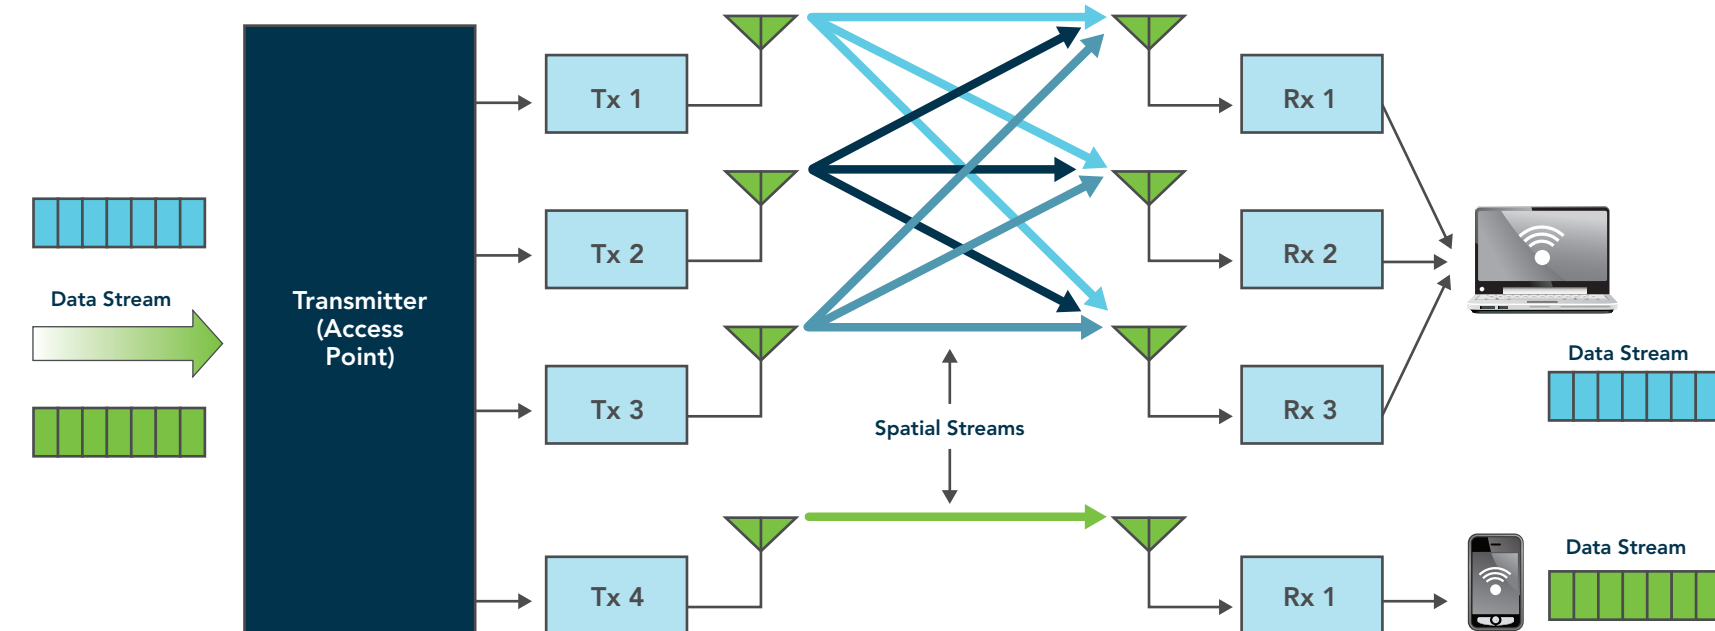 Data Stream
Transmitter
(Access
Point)
Tx 1
Tx 2
Tx 3
Tx 4
Spatial Streams
Rx 1
Rx 2
Rx 3
Rx 1
Data Stream
Data Stream